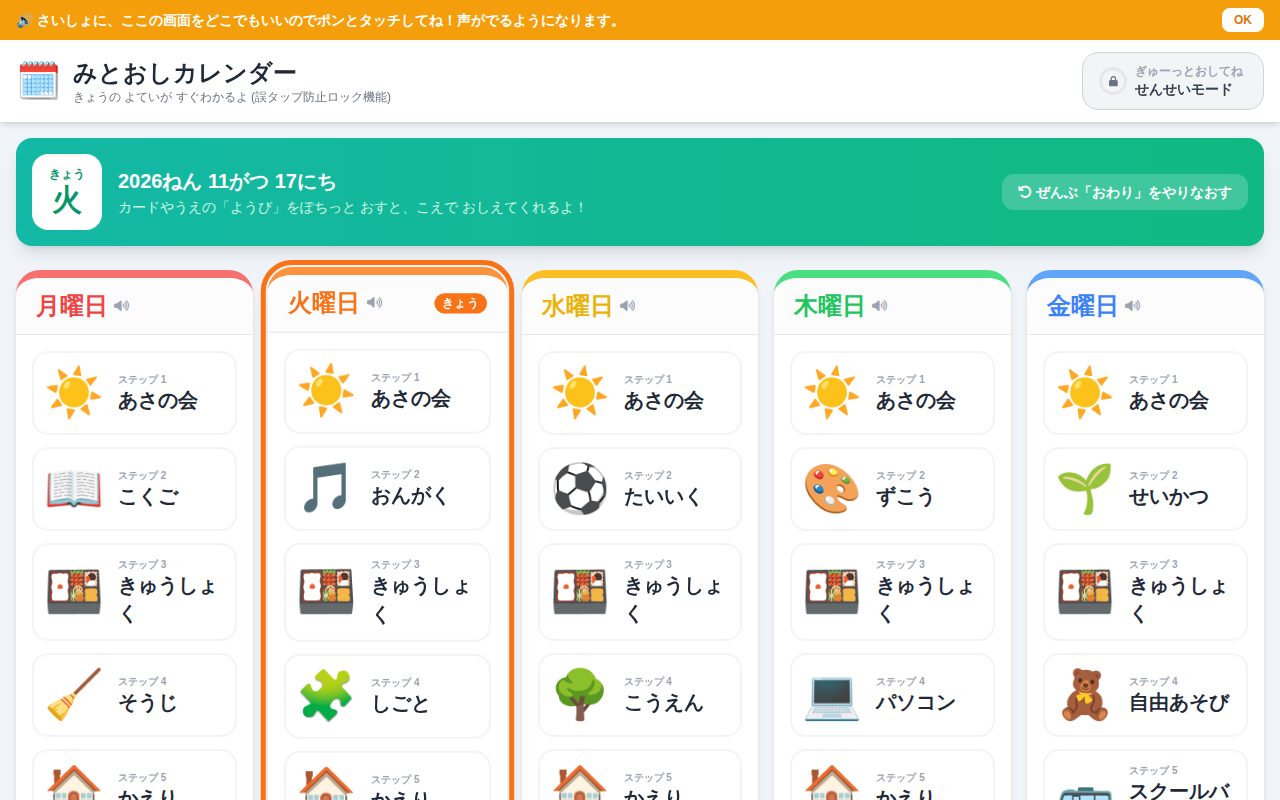 さいしょに、ここの画面をどこでもいいのでポンとタッチしてね！声がでるようになります。
OK
みとおしカレンダー
きょうの よていが すぐわかるよ (誤タップ防止ロック機能)
ぎゅーっとおしてね
せんせいモード
きょう
火
2026ねん 11がつ 17にち
カードやうえの「ようび」をぽちっと おすと、こえで おしえてくれるよ！
ぜんぶ「おわり」をやりなおす
月曜日
ステップ 1
あさの会
ステップ 2
こくご
ステップ 3
きゅうしょ
く
ステップ 4
そうじ
ステップ 5
かえり
火曜日
きょう
ステップ 1
あさの会
ステップ 2
おんがく
ステップ 3
きゅうしょ
く
ステップ 4
しごと
ステップ 5
かえり
水曜日
ステップ 1
あさの会
ステップ 2
たいいく
ステップ 3
きゅうしょ
く
ステップ 4
こうえん
ステップ 5
かえり
木曜日
ステップ 1
あさの会
ステップ 2
ずこう
ステップ 3
きゅうしょ
く
ステップ 4
パソコン
ステップ 5
かえり
金曜日
ステップ 1
あさの会
ステップ 2
せいかつ
ステップ 3
きゅうしょ
く
ステップ 4
自由あそび
ステップ 5
スクールバ